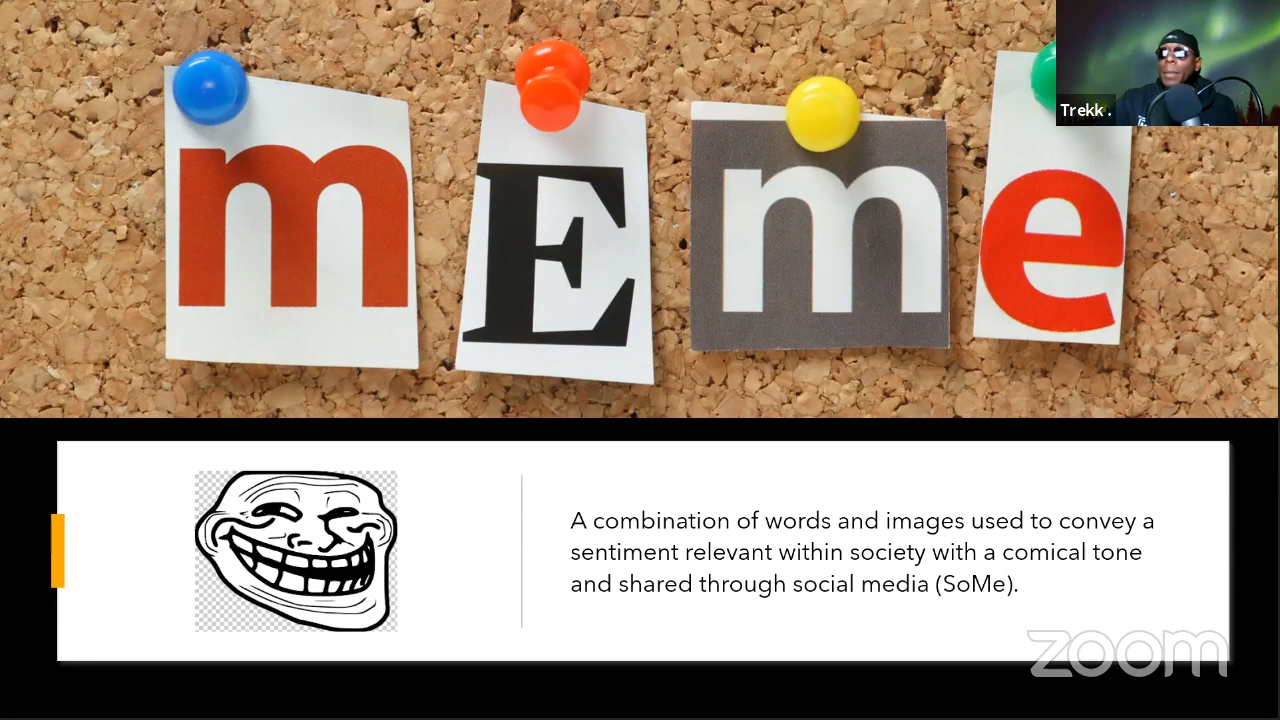 mEme
Trekk .
A combination of words and images used to convey a
sentiment relevant within society with a comical tone
and shared through social media (SoMe).
zoom